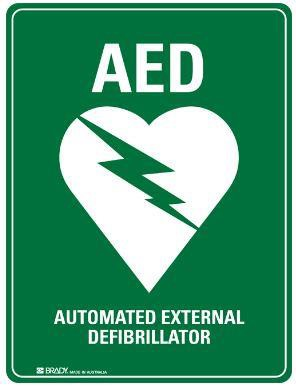 AED
AUTOMATED EXTERNAL
DEFIBRILLATOR
BRADY. MADE IN AUSTRALIA